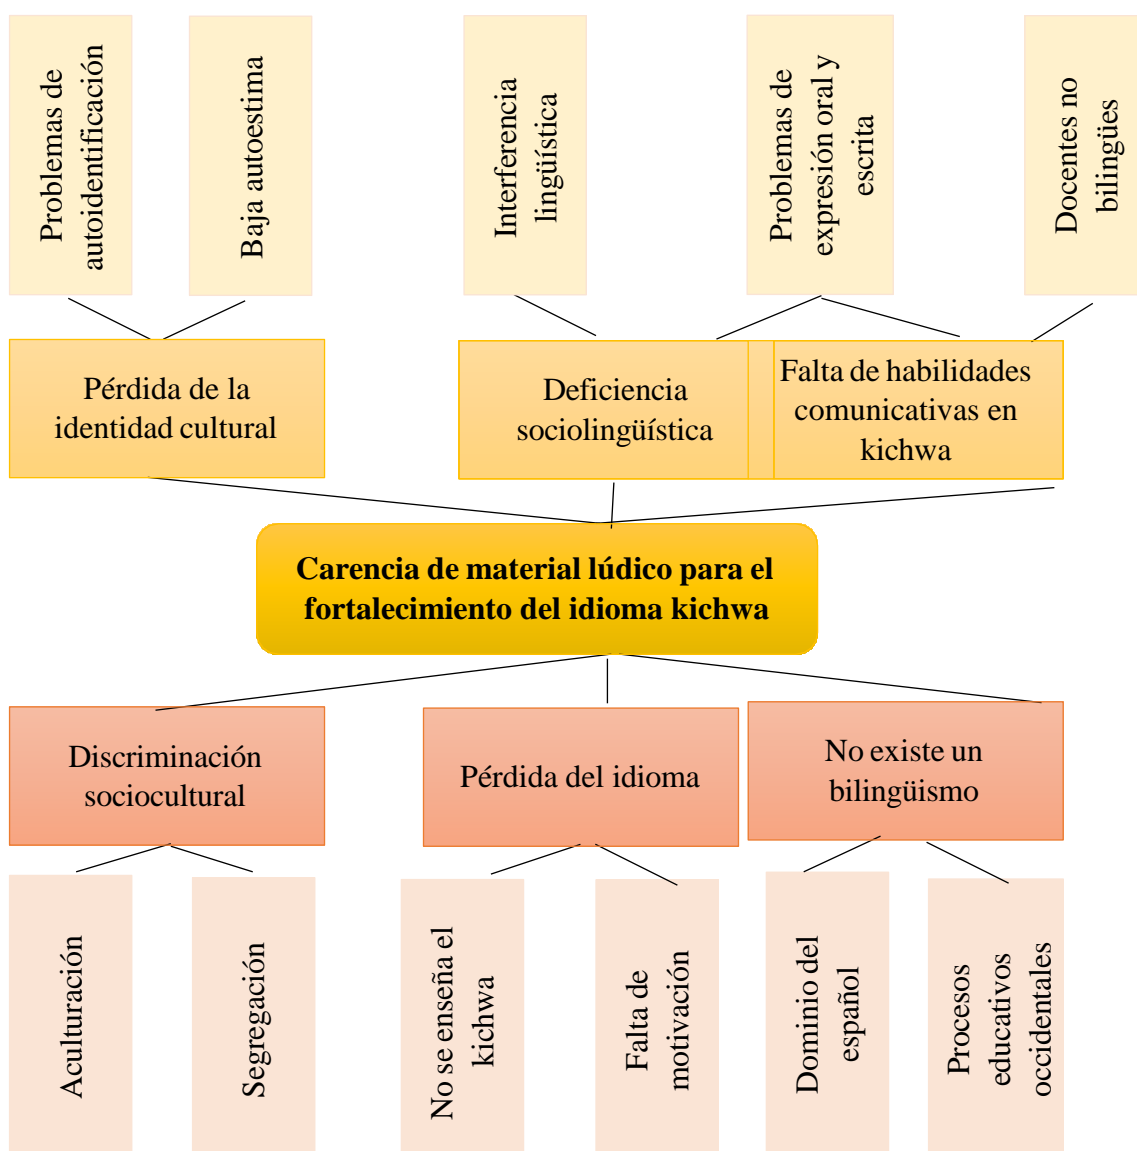 Problemas de
autoidentificación
Baja autoestima
Interferencia
lingüística
Problemas de
expresión oral y
escrita
Docentes no
bilingües
Pérdida de la
identidad cultural
Deficiencia
sociolingüística
Falta de habilidades
comunicativas en
kichwa
Carencia de material lúdico para el
fortalecimiento del idioma kichwa
Discriminación
sociocultural
Pérdida del idioma
No existe un
bilingüismo
Aculturación
Segregación
No se enseña el
kichwa
Falta de
motivación
Dominio del
español
Procesos
educativos
occidentales